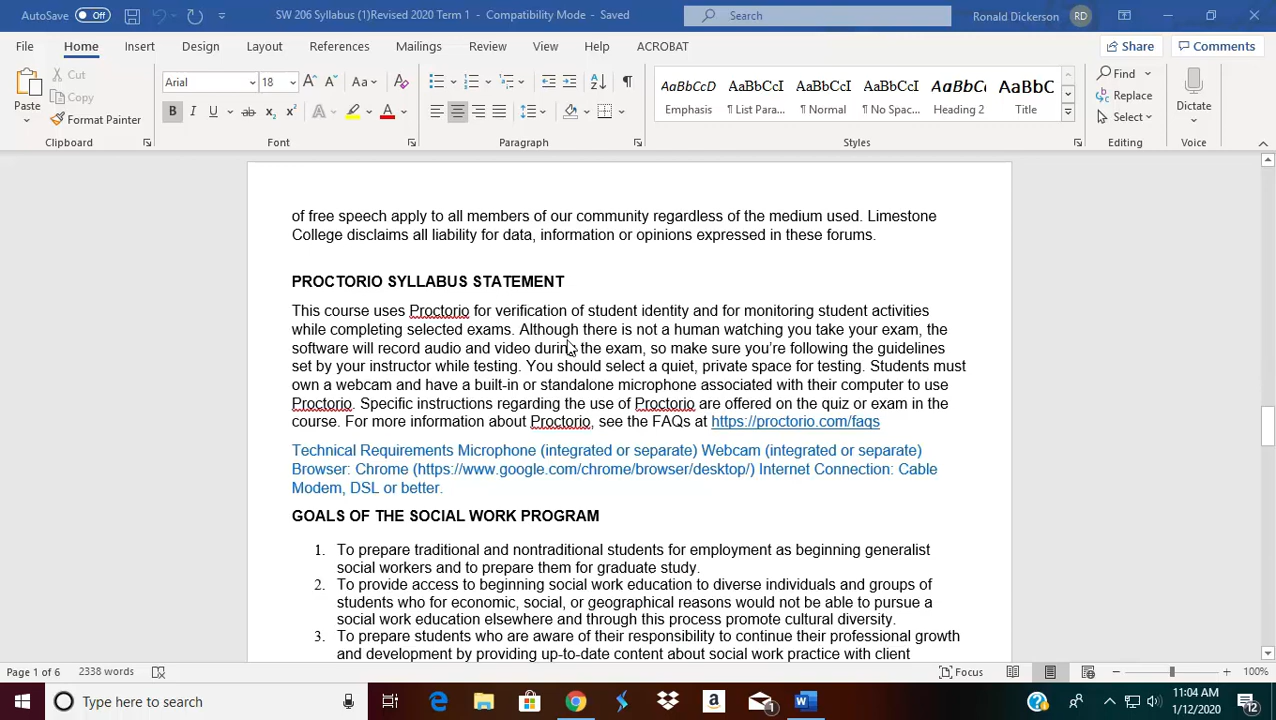 AutoSave Off SW 206 Syllabus (1)Revised 2020 Term 1 - Compatibility Mode - Saved Search Ronald Dickerson RD
File Home Insert Design Layout References Mailings Review View Help ACROBAT Share Comments
Paste Cut Copy Format Painter
Arial 18
AaBbCcD AaBbCcI AaBbCcI AaBbCcI AaBbCc AaBbC
Emphasis ¶ List Para... ¶ Normal ¶ No Spac... Heading 2 Title
Find Replace Select Dictate
Clipboard Font Paragraph Styles Editing Voice
of free speech apply to all members of our community regardless of the medium used. Limestone
College disclaims all liability for data, information or opinions expressed in these forums.
PROCTORIO SYLLABUS STATEMENT
This course uses Proctorio for verification of student identity and for monitoring student activities
while completing selected exams. Although there is not a human watching you take your exam, the
software will record audio and video during the exam, so make sure you're following the guidelines
set by your instructor while testing. You should select a quiet, private space for testing. Students must
own a webcam and have a built-in or standalone microphone associated with their computer to use
Proctorio. Specific instructions regarding the use of Proctorio are offered on the quiz or exam in the
course. For more information about Proctorio, see the FAQs at https://proctorio.com/faqs
Technical Requirements Microphone (integrated or separate) Webcam (integrated or separate)
Browser: Chrome (https://www.google.com/chrome/browser/desktop/) Internet Connection: Cable
Modem, DSL or better.
GOALS OF THE SOCIAL WORK PROGRAM
1. To prepare traditional and nontraditional students for employment as beginning generalist
social workers and to prepare them for graduate study.
2. To provide access to beginning social work education to diverse individuals and groups of
students who for economic, social, or geographical reasons would not be able to pursue a
social work education elsewhere and through this process promote cultural diversity.
3. To prepare students who are aware of their responsibility to continue their professional growth
and development by providing up-to-date content about social work practice with client
Page 1 of 6 2338 words Focus 100%
Type here to search 11:04 AM
1/12/2020